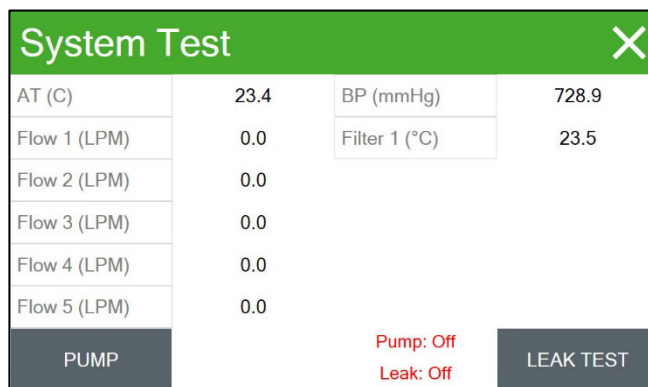 System Test
AT (C) 23.4 BP (mmHg) 728.9
Flow 1 (LPM) 0.0 Filter 1 (°C) 23.5
Flow 2 (LPM) 0.0
Flow 3 (LPM) 0.0
Flow 4 (LPM) 0.0
Flow 5 (LPM) 0.0
PUMP Pump: Off LEAK TEST
Leak: Off